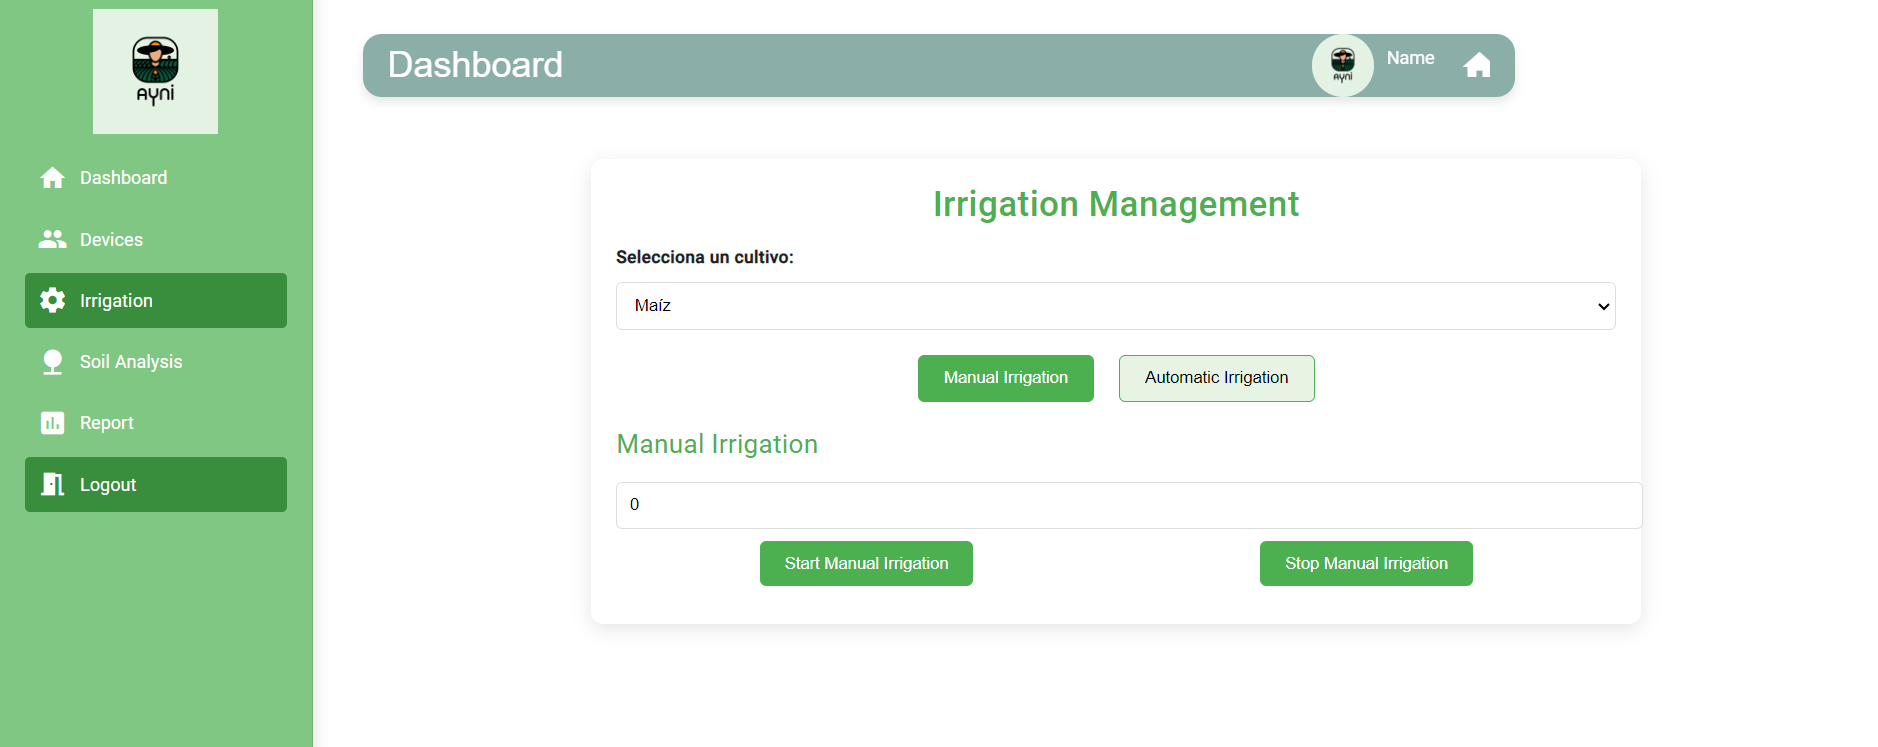 AYNI
Dashboard
Devices
Irrigation
Soil Analysis
Report
Logout
Dashboard
AYNI
Name
Irrigation Management
Selecciona un cultivo:
Maíz
Manual Irrigation
Automatic Irrigation
Manual Irrigation
0
Start Manual Irrigation
Stop Manual Irrigation